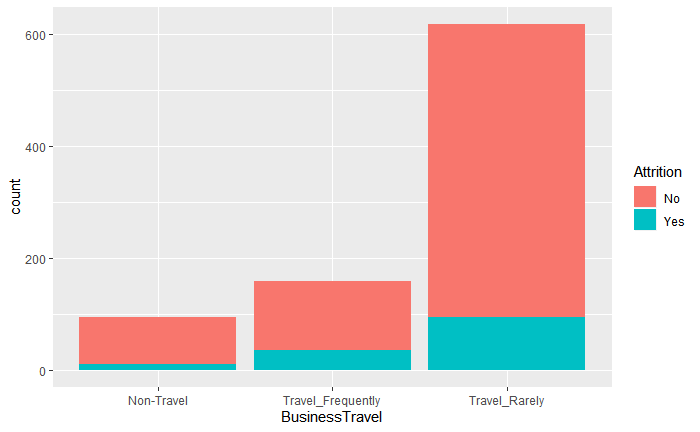 600
400
200
0
count
Non-Travel
Travel_Frequently
Travel_Rarely
BusinessTravel
Attrition
No
Yes